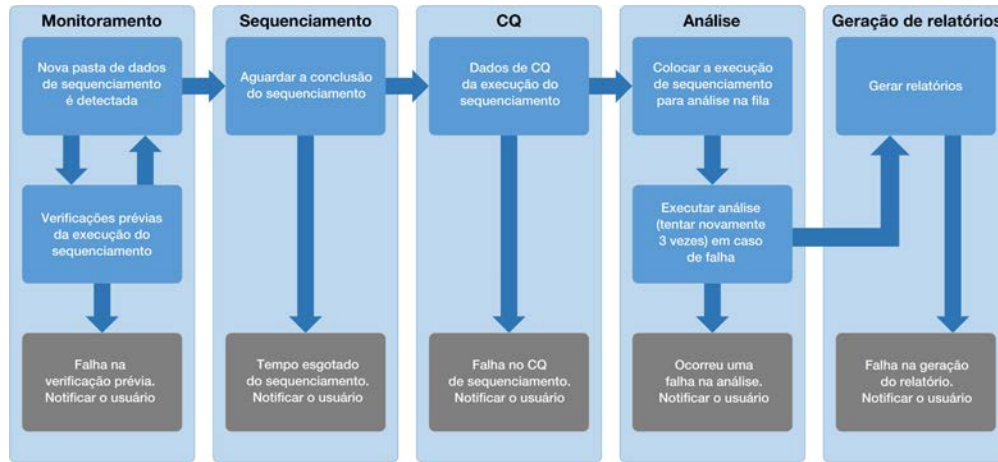 Monitoramento
Nova pasta de dados
de sequenciamento
é detectada
Verificações prévias
da execução do
sequenciamento
Falha na
verificação prévia.
Notificar o usuário
Sequenciamento
Aguardar a conclusão
do sequenciamento
Tempo esgotado
do sequenciamento.
Notificar o usuário
CQ
Dados de CQ
da execução do
sequenciamento
Falha no CQ
de sequenciamento.
Notificar o usuário
Análise
Colocar a execução
de sequenciamento
para análise na fila
Executar análise
(tentar novamente
3 vezes) em caso
de falha
Ocorreu uma
falha na análise.
Notificar o usuário
Geração de relatórios
Gerar relatórios
Falha na geração
do relatório.
Notificar o usuário